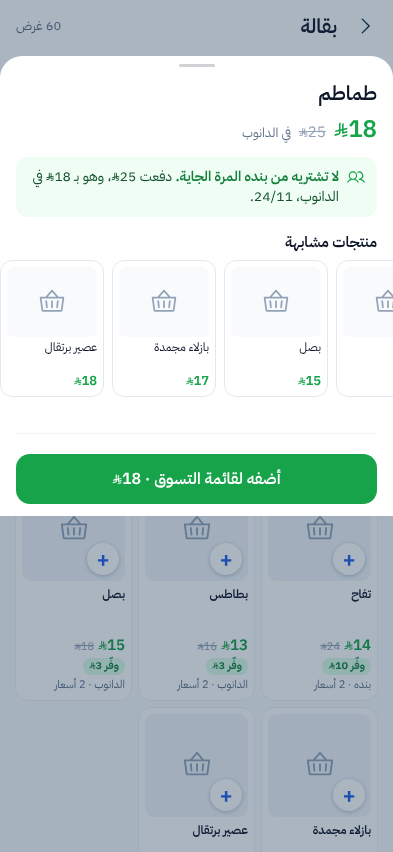 بقالة
60 غرض
طماطم
18 25 في الدانوب
لا تشتريه من بنده المرة الجاية. دفعت 25، وهو بـ 18 في
الدانوب، 24/11.
منتجات مشابهة
بصل
15
بازلاء مجمدة
17
عصير برتقال
18
أضفه لقائمة التسوق · 18
+
تفاح
14 24
وفّر 10
بنده · 2 أسعار
+
بطاطس
13 16
وفّر 3
الدانوب · 2 أسعار
+
بصل
15 18
وفّر 3
الدانوب · 2 أسعار
+
بازلاء مجمدة
+
عصير برتقال